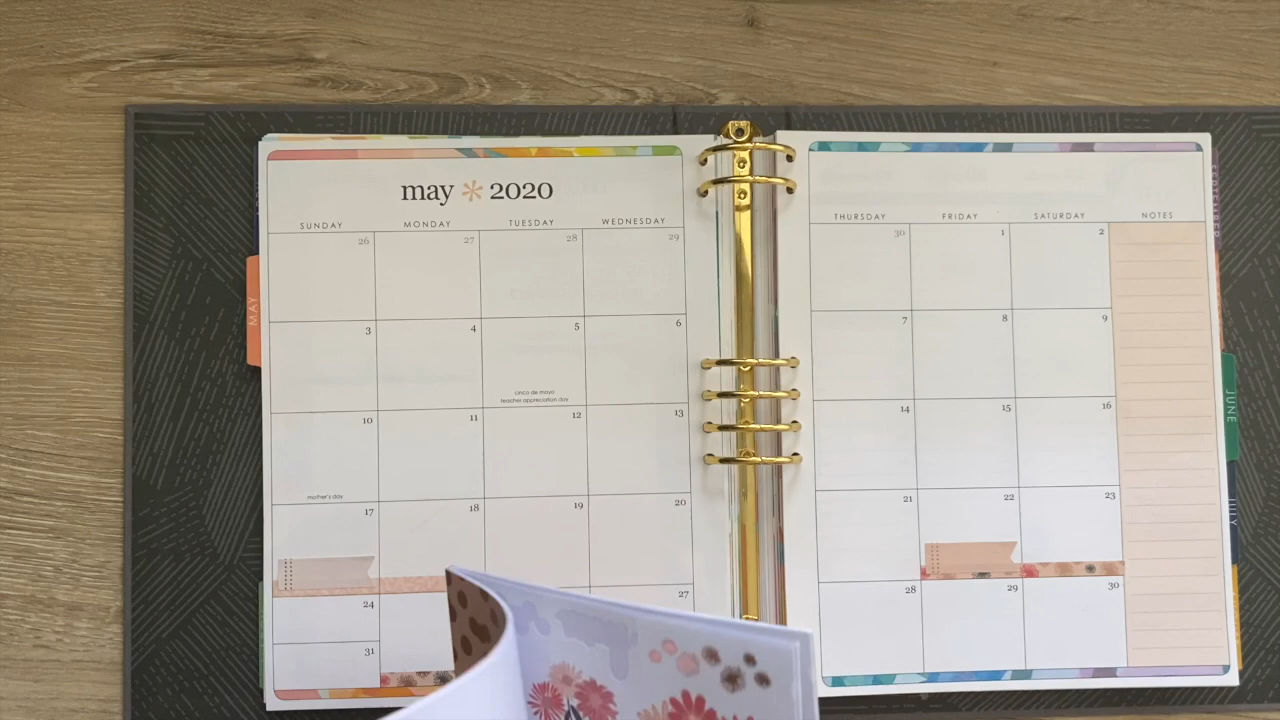 may * 2020
SUNDAY MONDAY TUESDAY WEDNESDAY THURSDAY FRIDAY SATURDAY NOTES
26 27 28 29 30 1 2
3 4 5 6 7 8 9
cinco de mayo
teacher appreciation day
10 11 12 13 14 15 16
mother's day
17 18 19 20 21 22 23
24 27 28 29 30
31
MAY
SEPTEMBER
JUNE
JULY